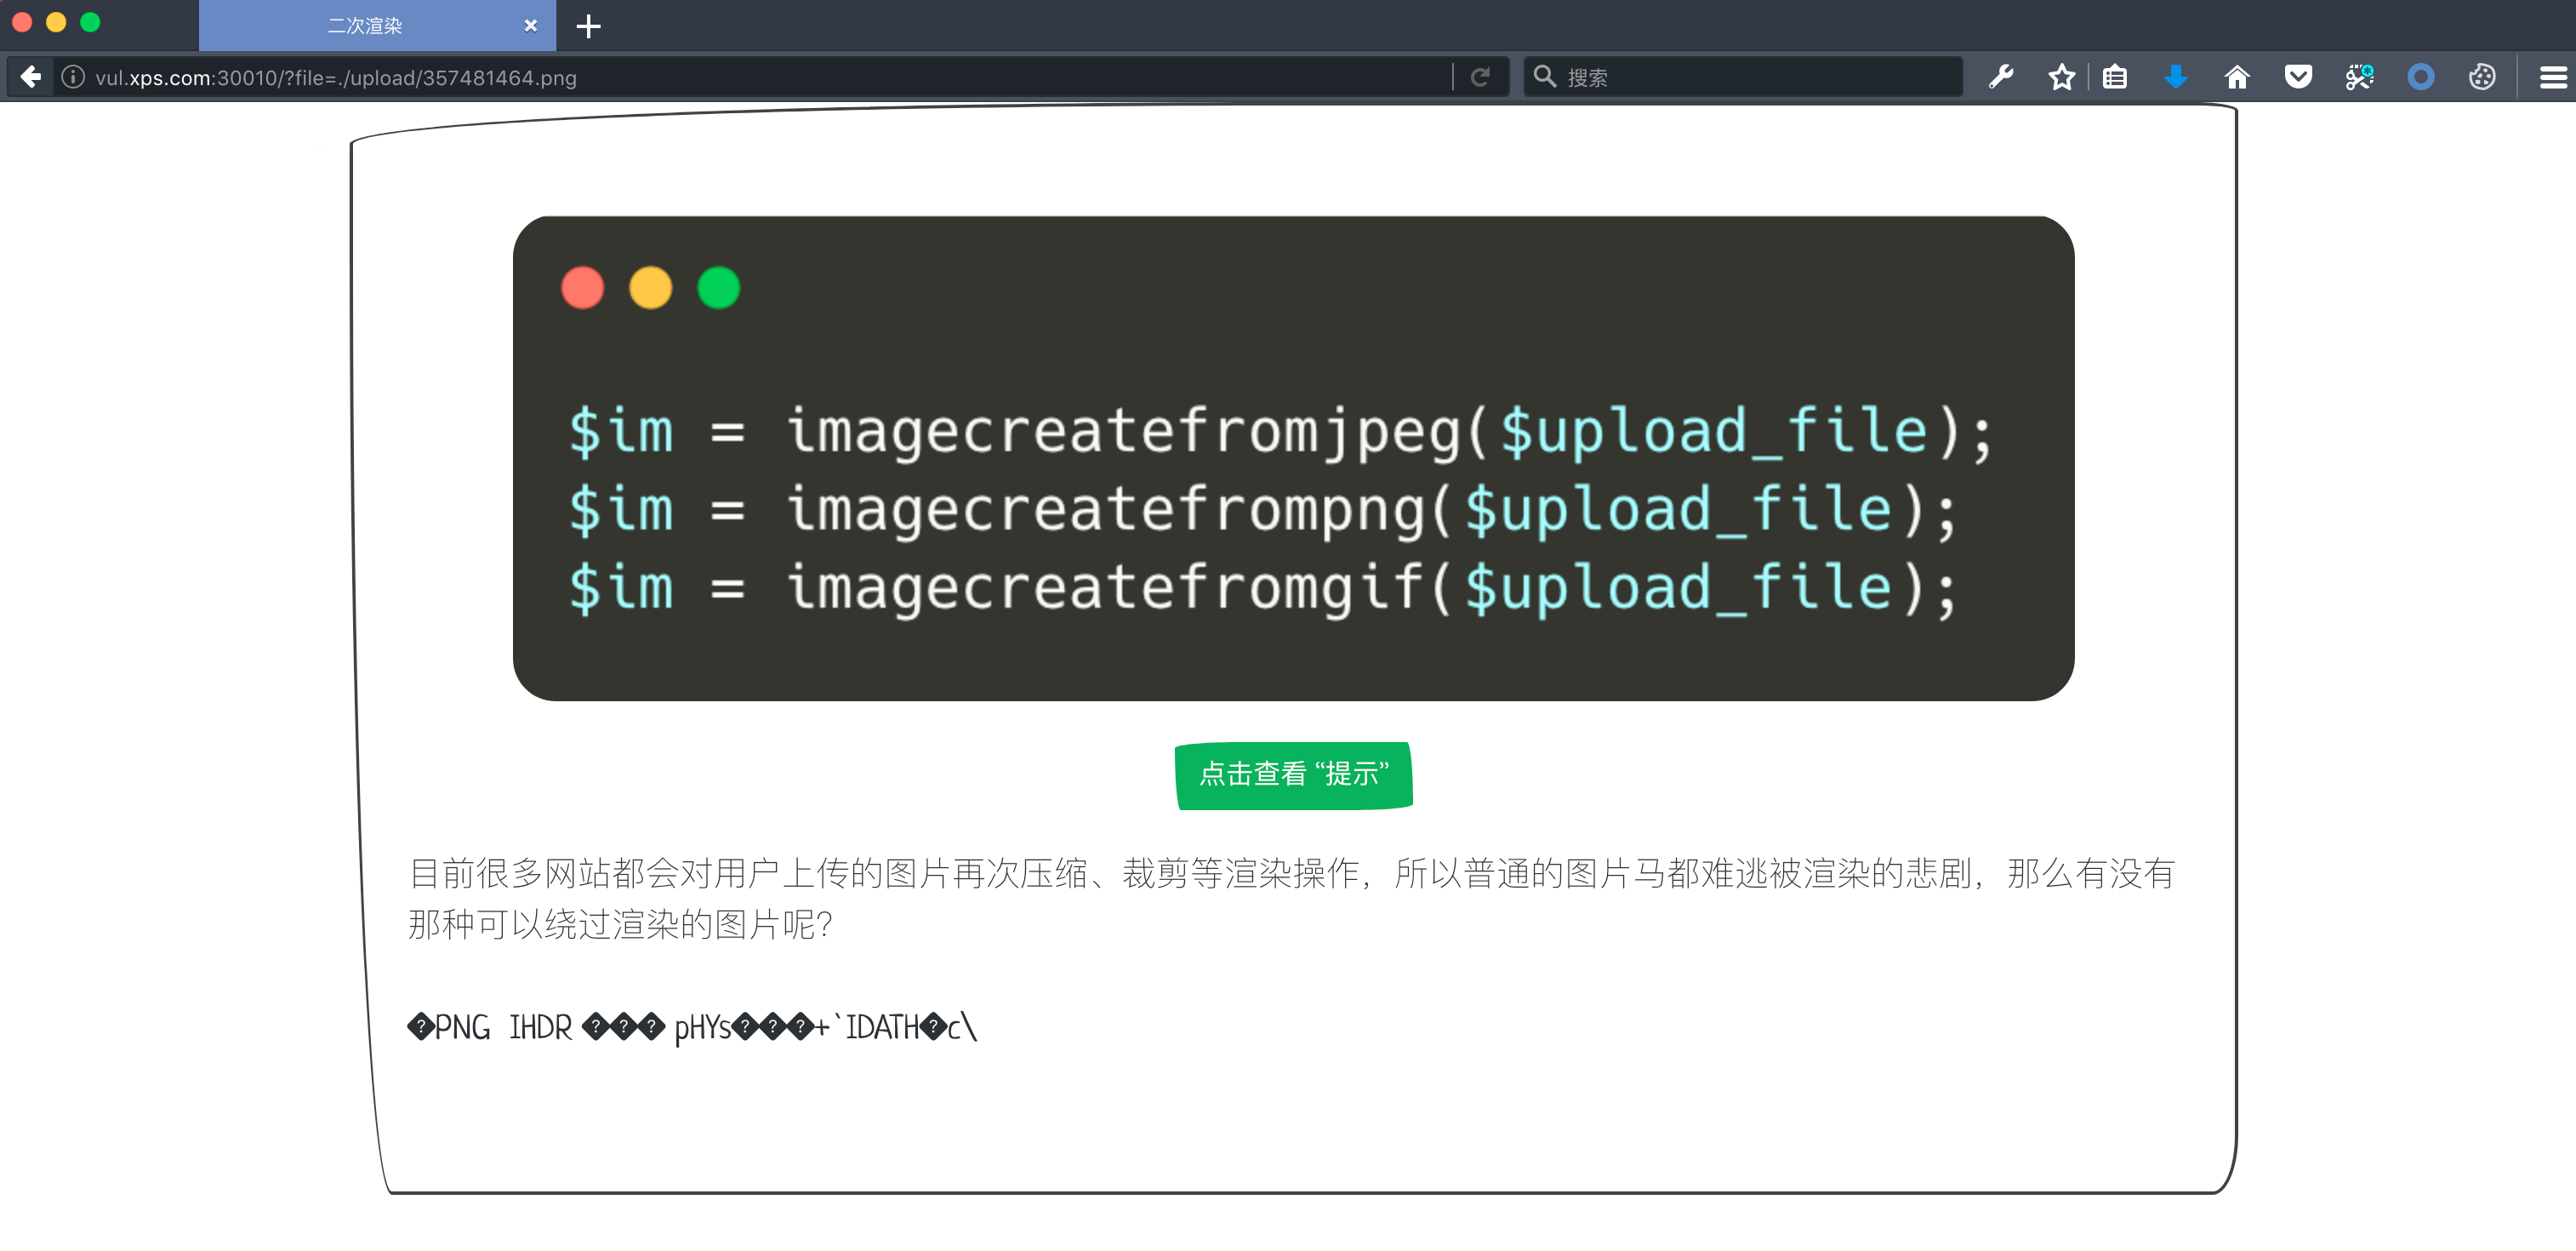 二次渲染
vul.xps.com:30010/?file=./upload/357481464.png
搜索
$im = imagecreatefromjpeg($upload_file);
$im = imagecreatefrompng($upload_file);
$im = imagecreatefromgif($upload_file);
点击查看 “提示”
目前很多网站都会对用户上传的图片再次压缩、裁剪等渲染操作，所以普通的图片马都难逃被渲染的悲剧，那么有没有
那种可以绕过渲染的图片呢？
�PNG IHDR ��� pHYs���+`IDATH�c\